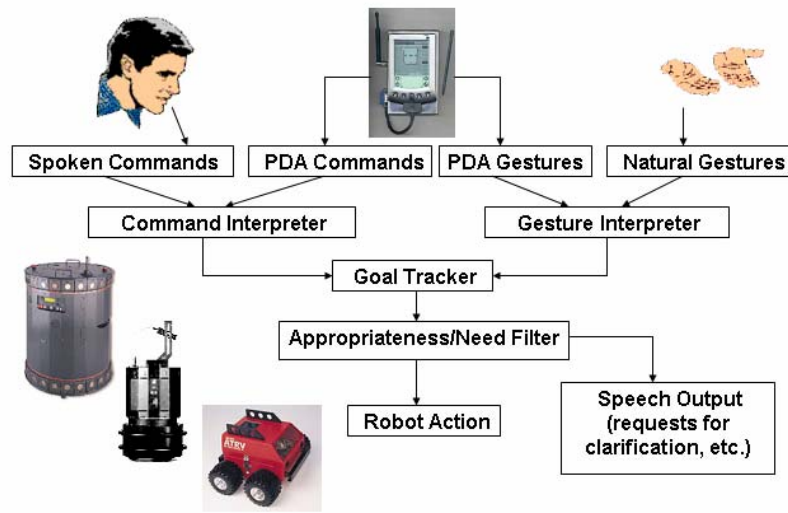 Spoken Commands
PDA Commands
PDA Gestures
Natural Gestures
Command Interpreter
Gesture Interpreter
Goal Tracker
Appropriateness/Need Filter
Robot Action
Speech Output
(requests for
clarification, etc.)
ATRV